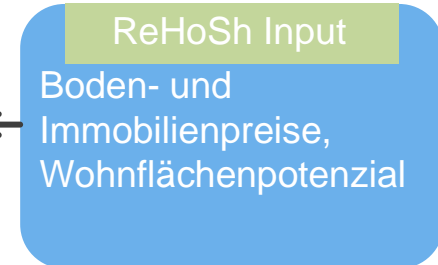 ReHoSh Input
Boden- und
Immobilienpreise,
Wohnflächenpotenzial